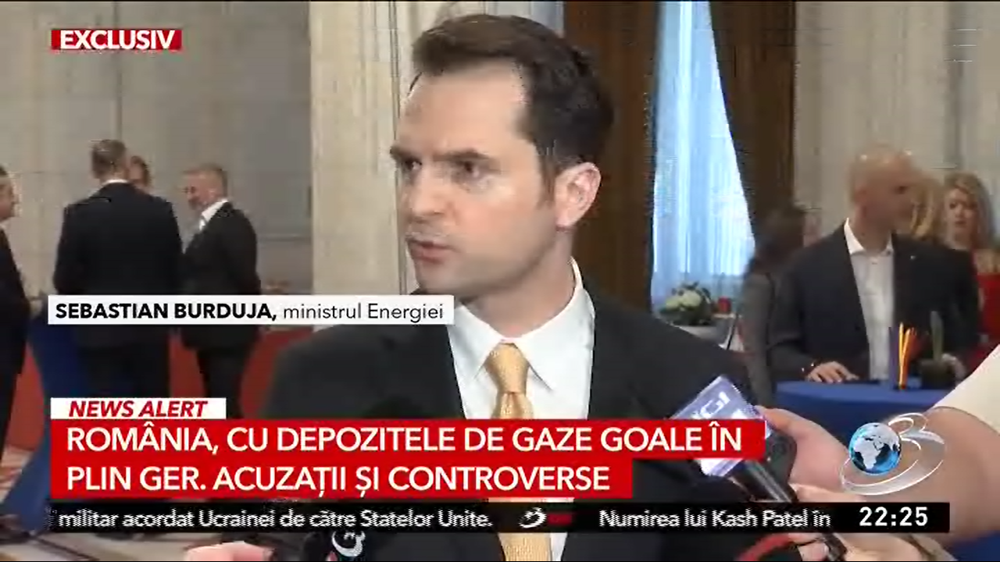 EXCLUSIV
SEBASTIAN BURDUJA, ministrul Energiei
NEWS ALERT
ROMÂNIA, CU DEPOZITELE DE GAZE GOALE ÎN
PLIN GER. ACUZAȚII ȘI CONTROVERSE
militar acordat Ucrainei de către Statelor Unite. Numirea lui Kash Patel în
22:25